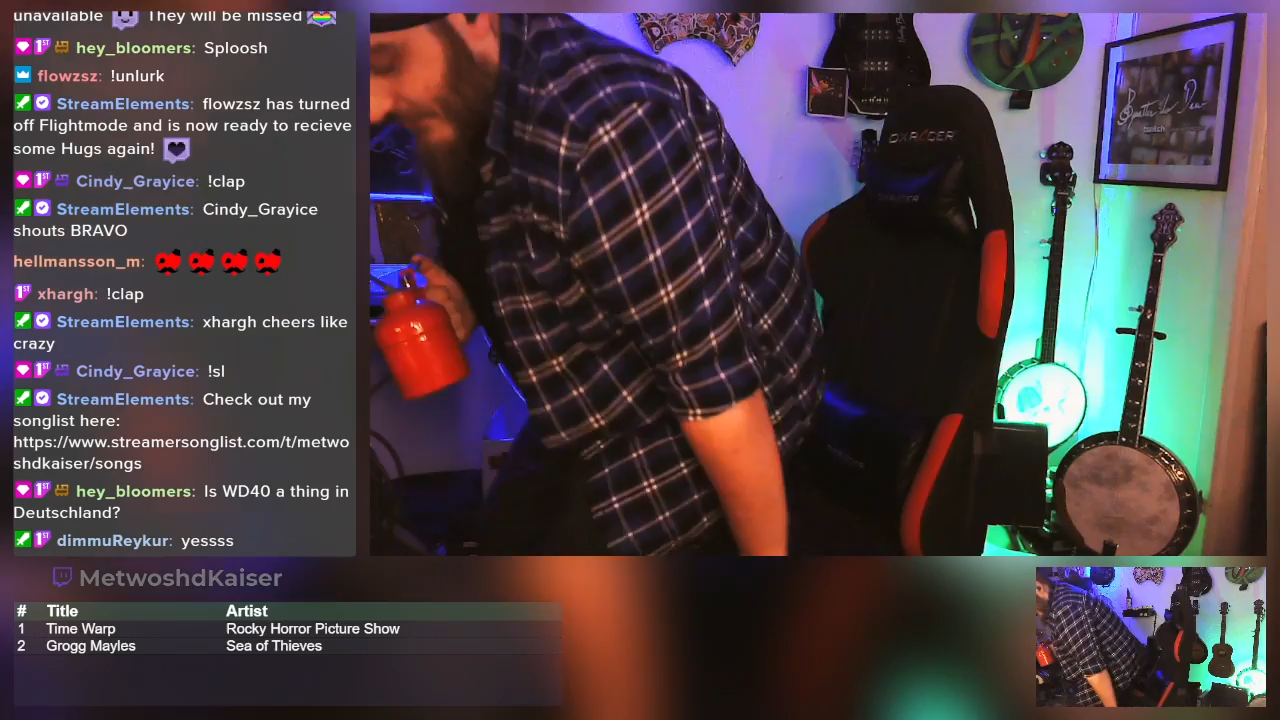 unavailable They will be missed
hey_bloomers: Sploosh
flowzsz: !unlurk
StreamElements: flowzsz has turned
off Flightmode and is now ready to recieve
some Hugs again!
Cindy_Grayice: !clap
StreamElements: Cindy_Grayice
shouts BRAVO
hellmansson_m:
xhargh: !clap
StreamElements: xhargh cheers like
crazy
Cindy_Grayice: !sl
StreamElements: Check out my
songlist here:
https://www.streamersonglist.com/t/metwo
shdkaiser/songs
hey_bloomers: Is WD40 a thing in
Deutschland?
dimmuReykur: yessss
DXRACER
twitch
MetwoshdKaiser
# Title Artist
1 Time Warp Rocky Horror Picture Show
2 Grogg Mayles Sea of Thieves